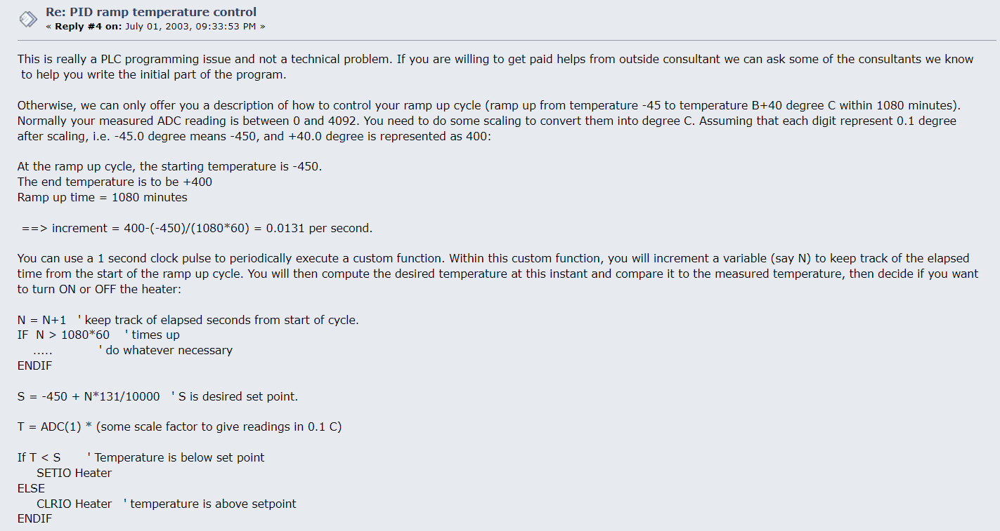 Re: PID ramp temperature control
« Reply #4 on: July 01, 2003, 09:33:53 PM »
This is really a PLC programming issue and not a technical problem. If you are willing to get paid helps from outside consultant we can ask some of the consultants we know
to help you write the initial part of the program.
Otherwise, we can only offer you a description of how to control your ramp up cycle (ramp up from temperature -45 to temperature B+40 degree C within 1080 minutes).
Normally your measured ADC reading is between 0 and 4092. You need to do some scaling to convert them into degree C. Assuming that each digit represent 0.1 degree
after scaling, i.e. -45.0 degree means -450, and +40.0 degree is represented as 400:
At the ramp up cycle, the starting temperature is -450.
The end temperature is to be +400
Ramp up time = 1080 minutes
==> increment = 400-(-450)/(1080*60) = 0.0131 per second.
You can use a 1 second clock pulse to periodically execute a custom function. Within this custom function, you will increment a variable (say N) to keep track of the elapsed
time from the start of the ramp up cycle. You will then compute the desired temperature at this instant and compare it to the measured temperature, then decide if you want
to turn ON or OFF the heater:
N = N+1 ' keep track of elapsed seconds from start of cycle.
IF N > 1080*60 ' times up
..... ' do whatever necessary
ENDIF
S = -450 + N*131/10000 ' S is desired set point.
T = ADC(1) * (some scale factor to give readings in 0.1 C)
If T < S ' Temperature is below set point
SETIO Heater
ELSE
CLRIO Heater ' temperature is above setpoint
ENDIF